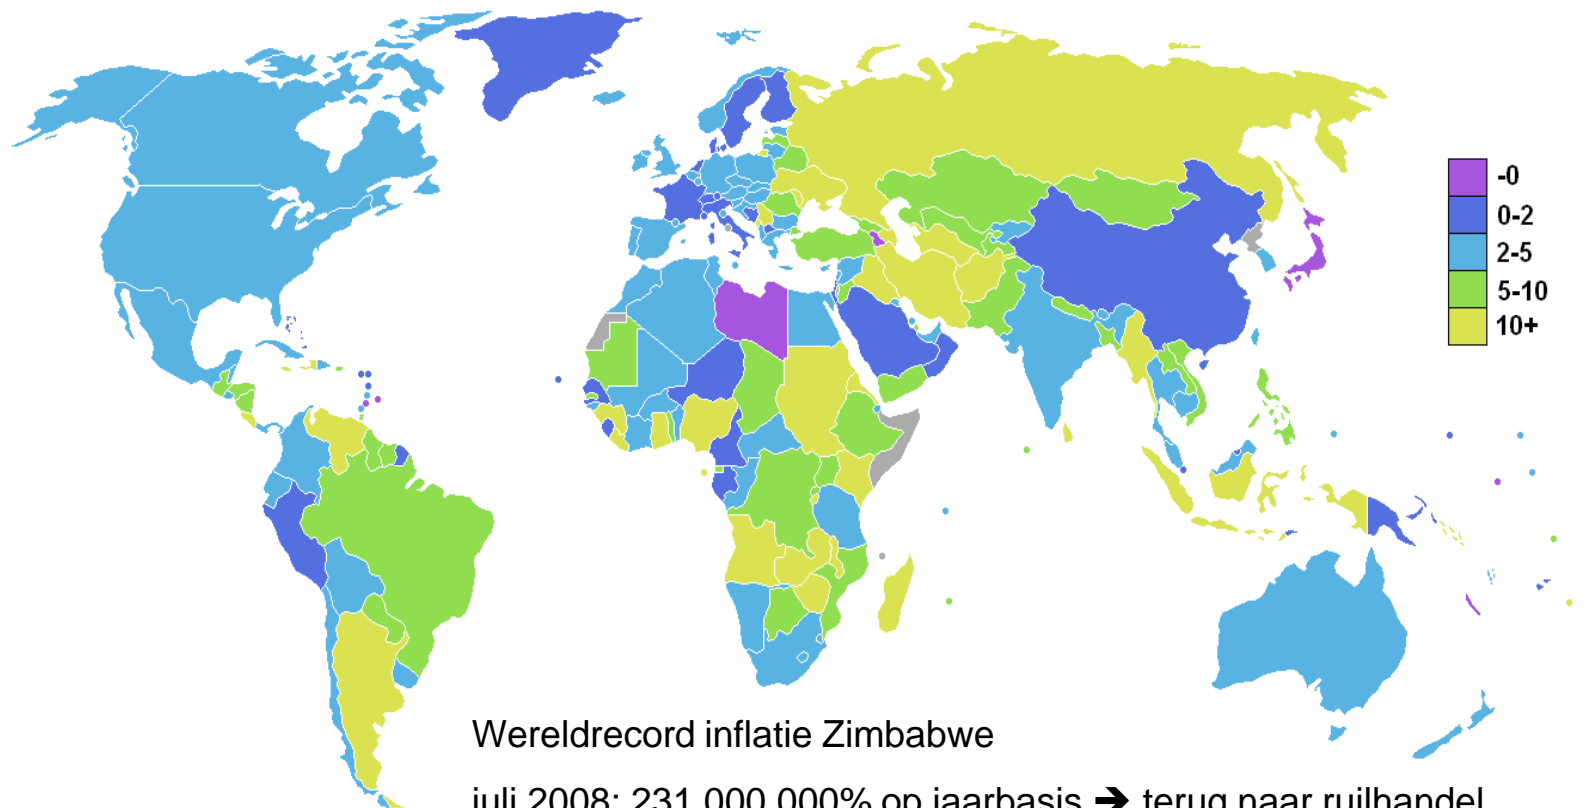 -0
0-2
2-5
5-10
10+
Wereldrecord inflatie Zimbabwe
juli 2008: 231.000.000% op jaarbasis ➔ terug naar ruilhandel